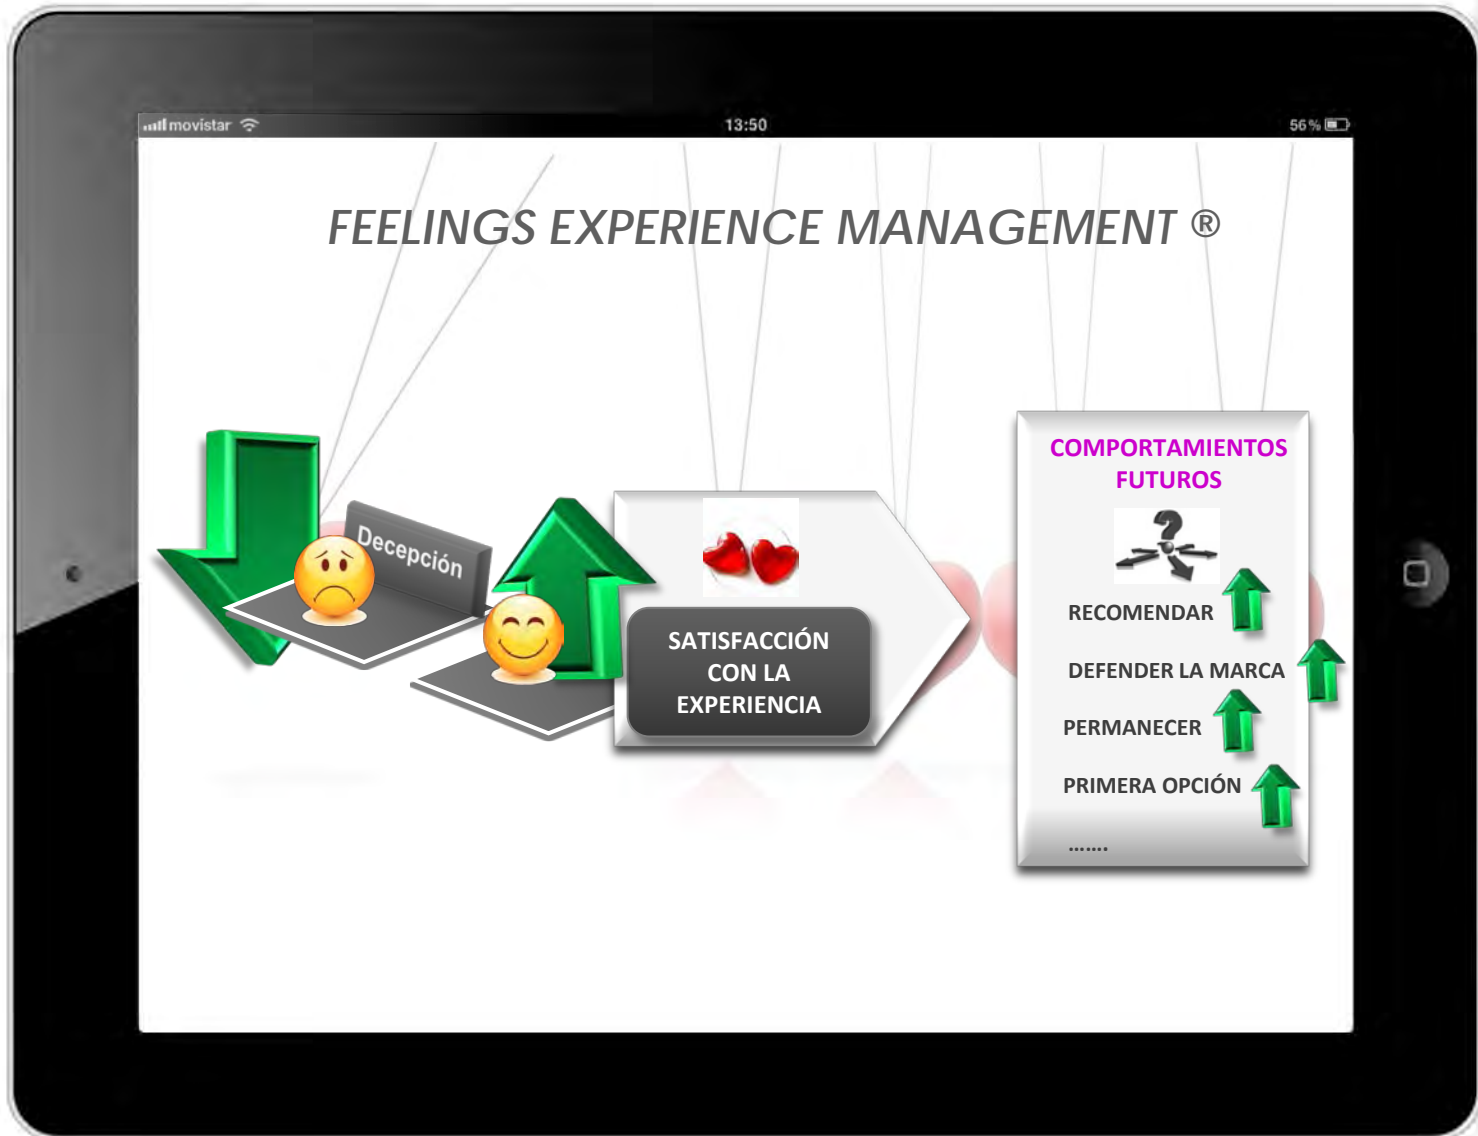 movistar
13:50
56%
FEELINGS EXPERIENCE MANAGEMENT ®
Decepción
SATISFACCIÓN
CON LA
EXPERIENCIA
COMPORTAMIENTOS
FUTUROS
RECOMENDAR
DEFENDER LA MARCA
PERMANECER
PRIMERA OPCIÓN
.......